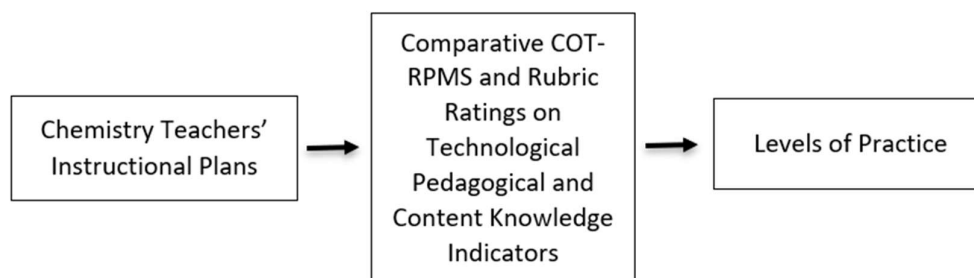 Chemistry Teachers’
Instructional Plans
Comparative COT-
RPMS and Rubric
Ratings on
Technological
Pedagogical and
Content Knowledge
Indicators
Levels of Practice